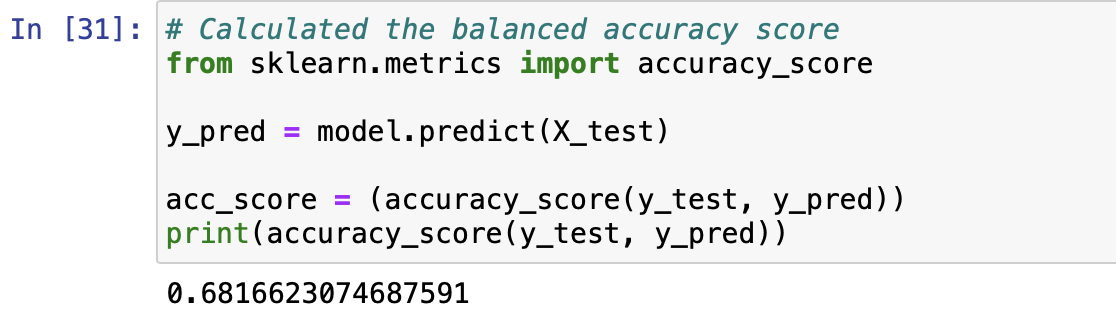 In [31]: # Calculated the balanced accuracy score
from sklearn.metrics import accuracy_score
y_pred = model.predict(X_test)
acc_score = (accuracy_score(y_test, y_pred))
print(accuracy_score(y_test, y_pred))
0.6816623074687591